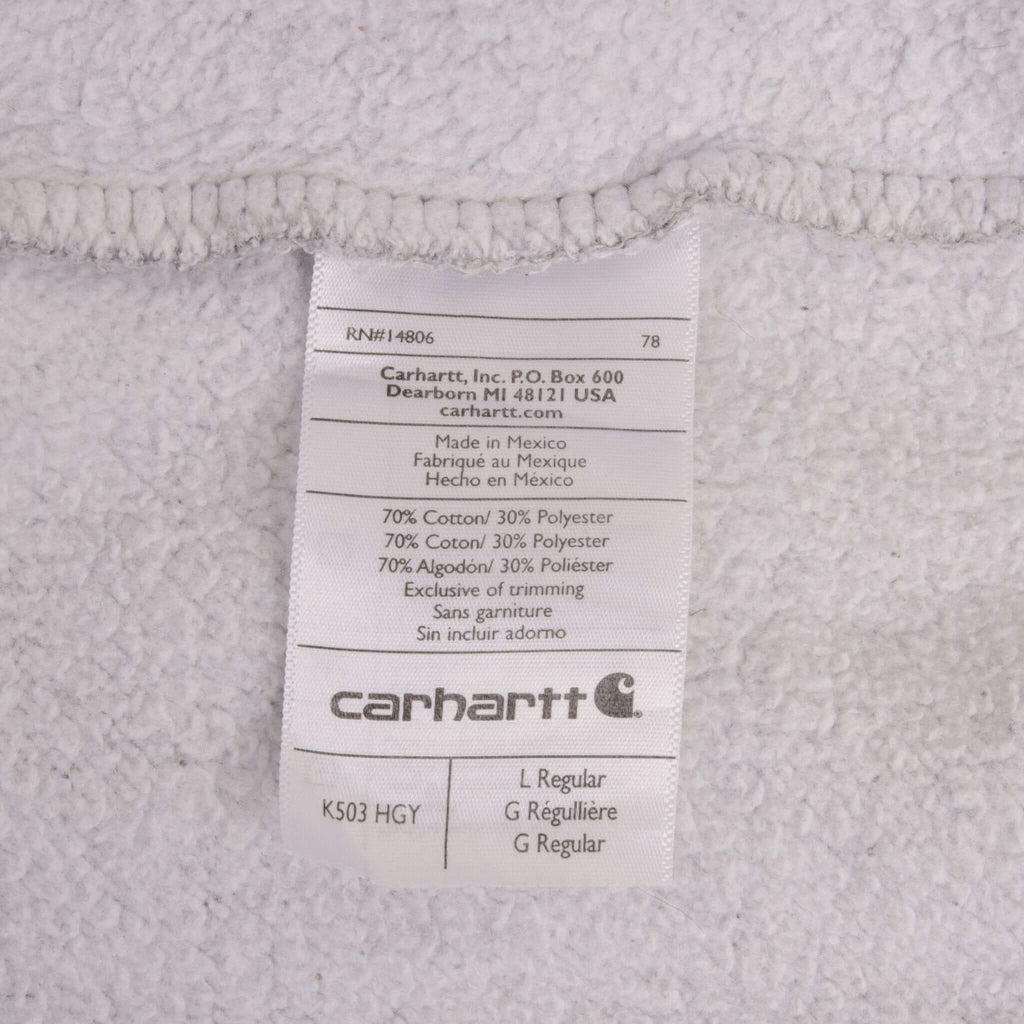 RN#14806 78
Carhartt, Inc. P.O. Box 600
Dearborn MI 48121 USA
carhartt.com
Made in Mexico
Fabriqué au Mexique
Hecho en México
70% Cotton/ 30% Polyester
70% Coton/ 30% Polyester
70% Algodón/ 30% Poliéster
Exclusive of trimming
Sans garniture
Sin incluir adorno
carhartt
K503 HGY
L Regular
G Régullière
G Regular